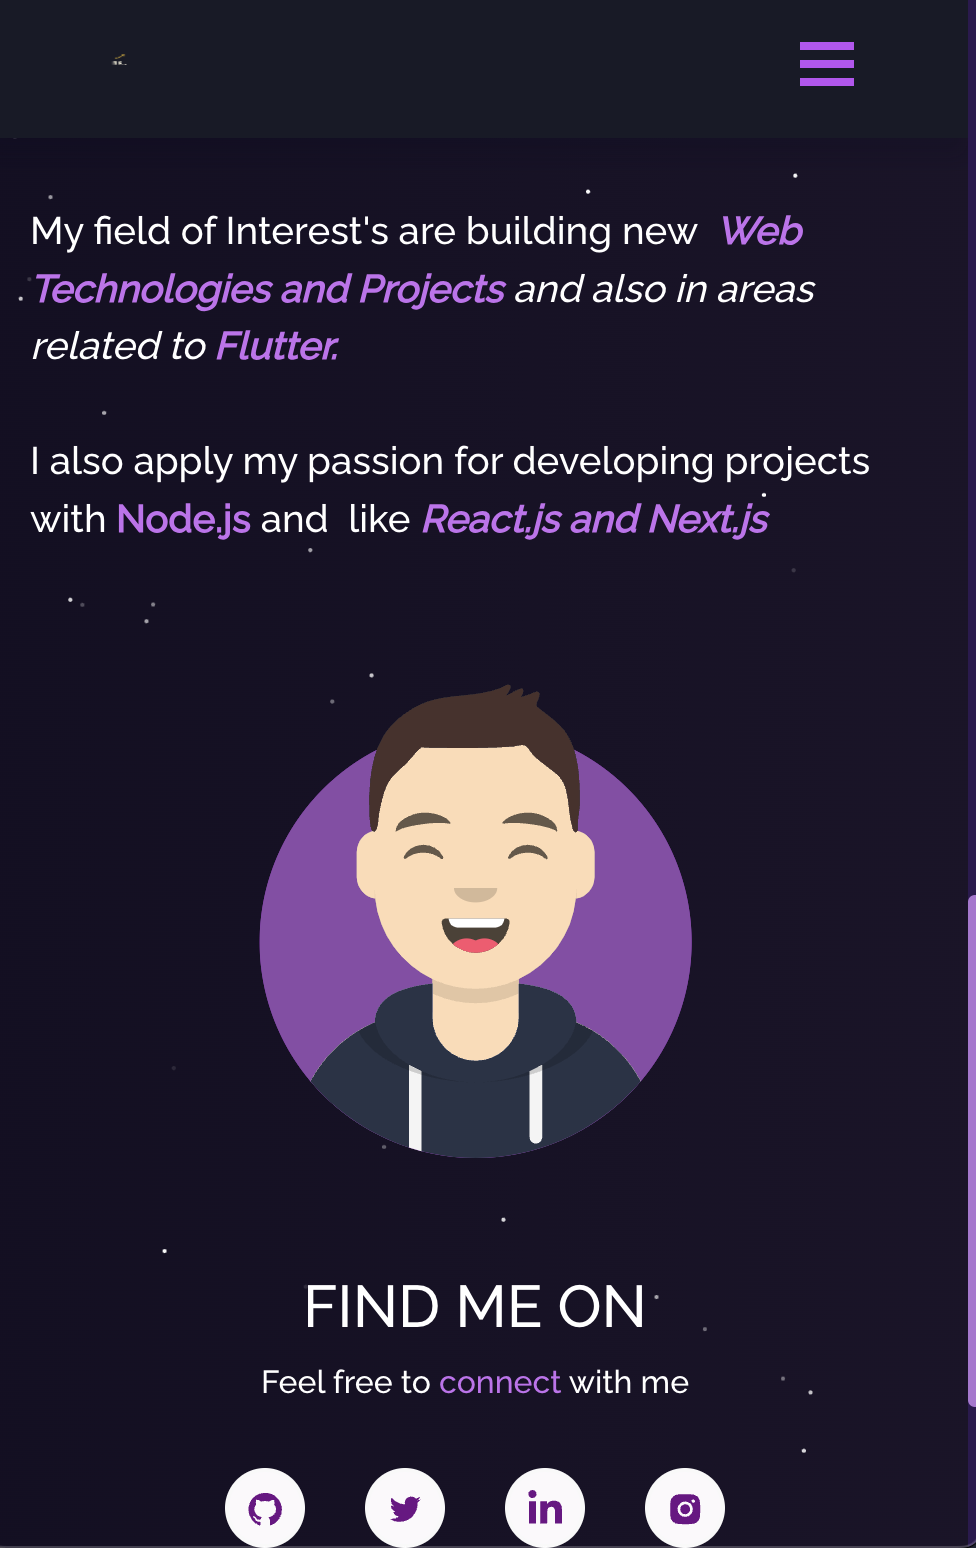 My field of Interest's are building new Web
Technologies and Projects and also in areas
related to Flutter.
I also apply my passion for developing projects
with Node.js and like React.js and Next.js
FIND ME ON
Feel free to connect with me
in